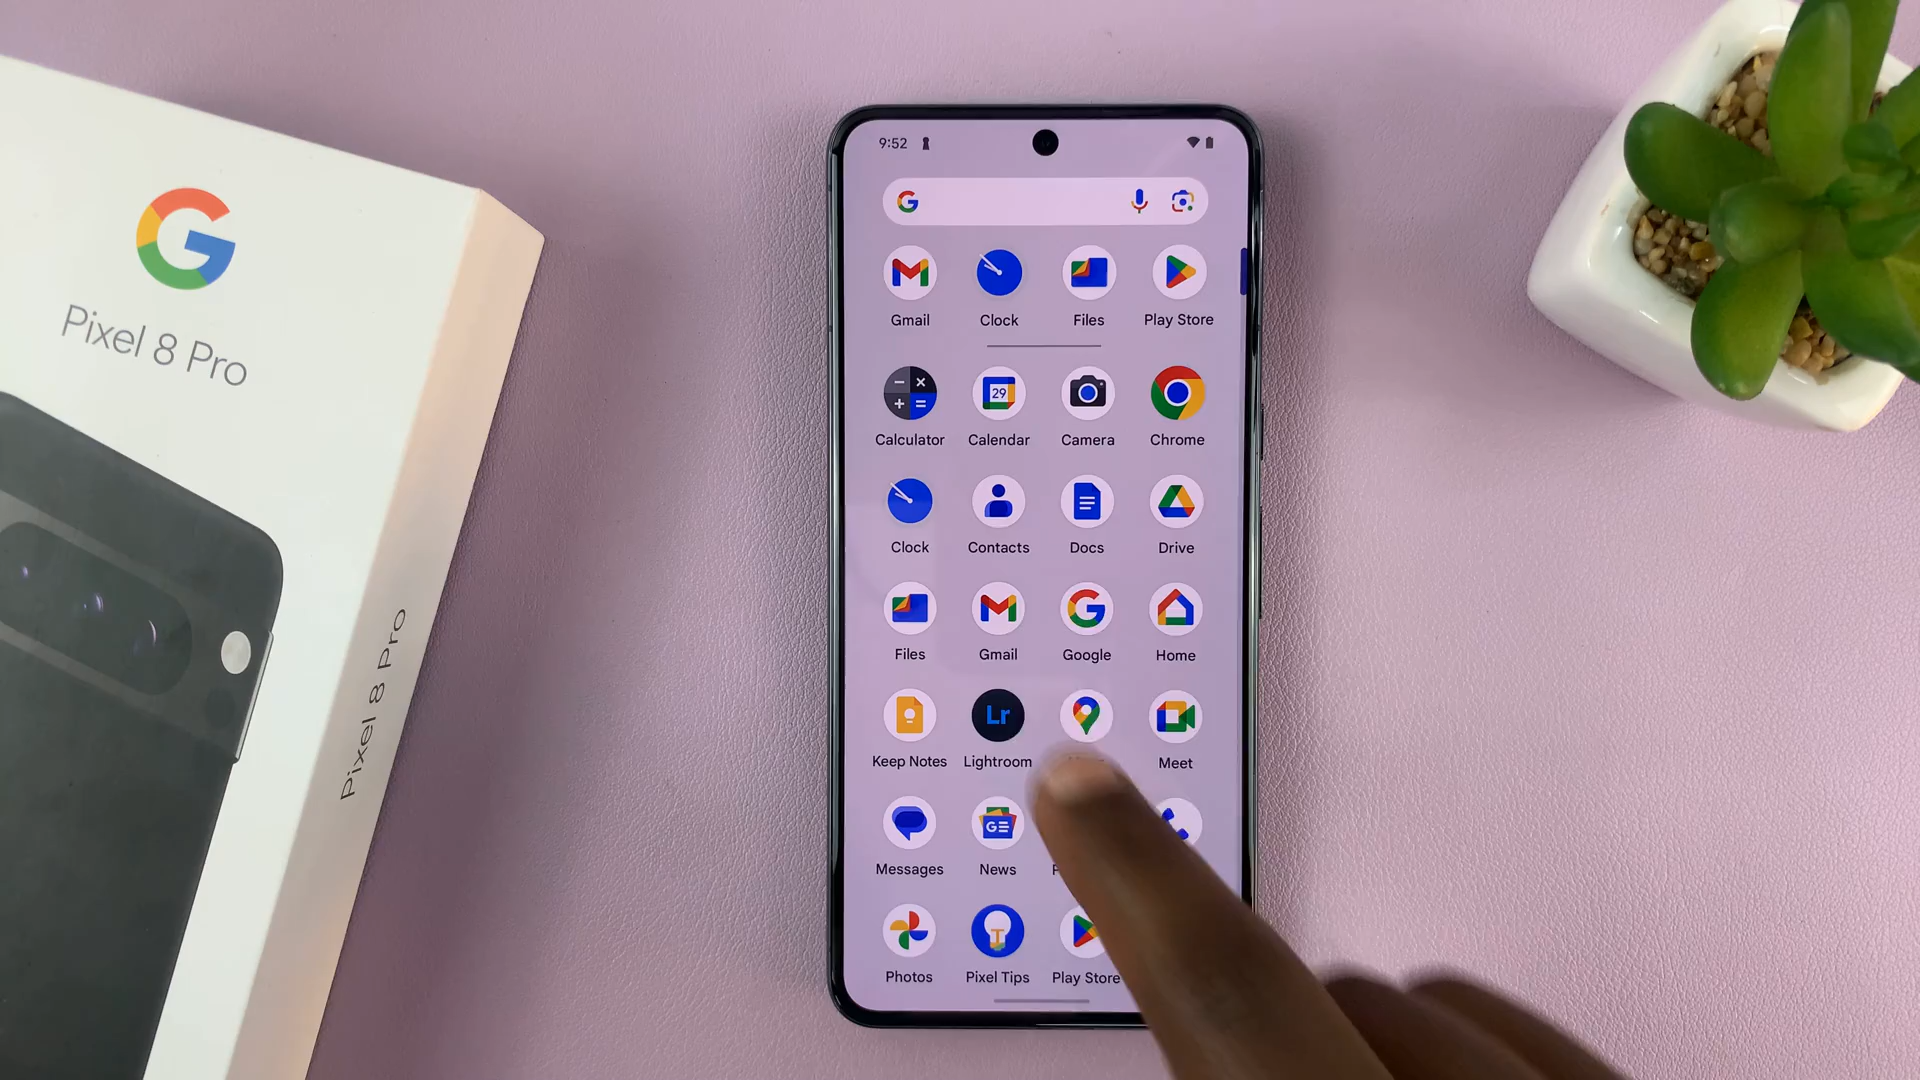 Pixel 8 Pro
Pixel 8 Pro
9:52
Gmail
Clock
Files
Play Store
29
Calculator
Calendar
Camera
Chrome
Clock
Contacts
Docs
Drive
Files
Gmail
Google
Home
Lr
Keep Notes
Lightroom
Meet
GE
Messages
News
Photos
Pixel Tips
Play Store